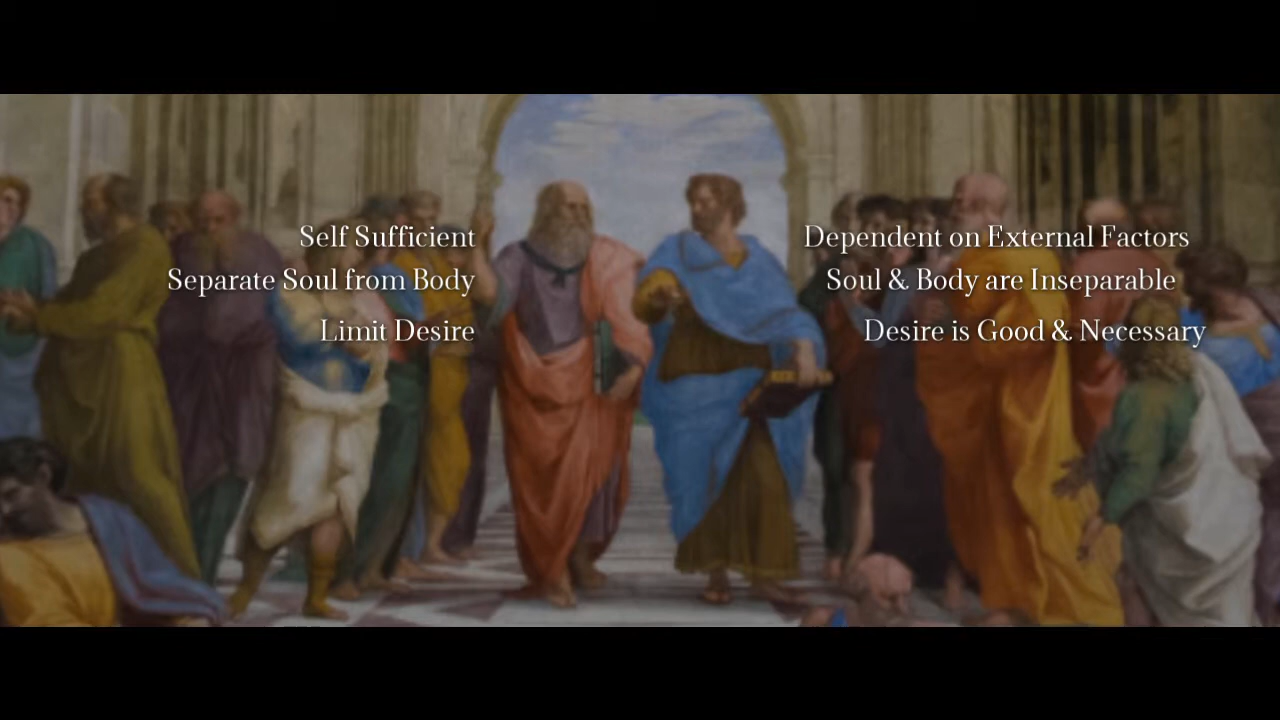 Self Sufficient
Separate Soul from Body
Limit Desire
Dependent on External Factors
Soul & Body are Inseparable
Desire is Good & Necessary